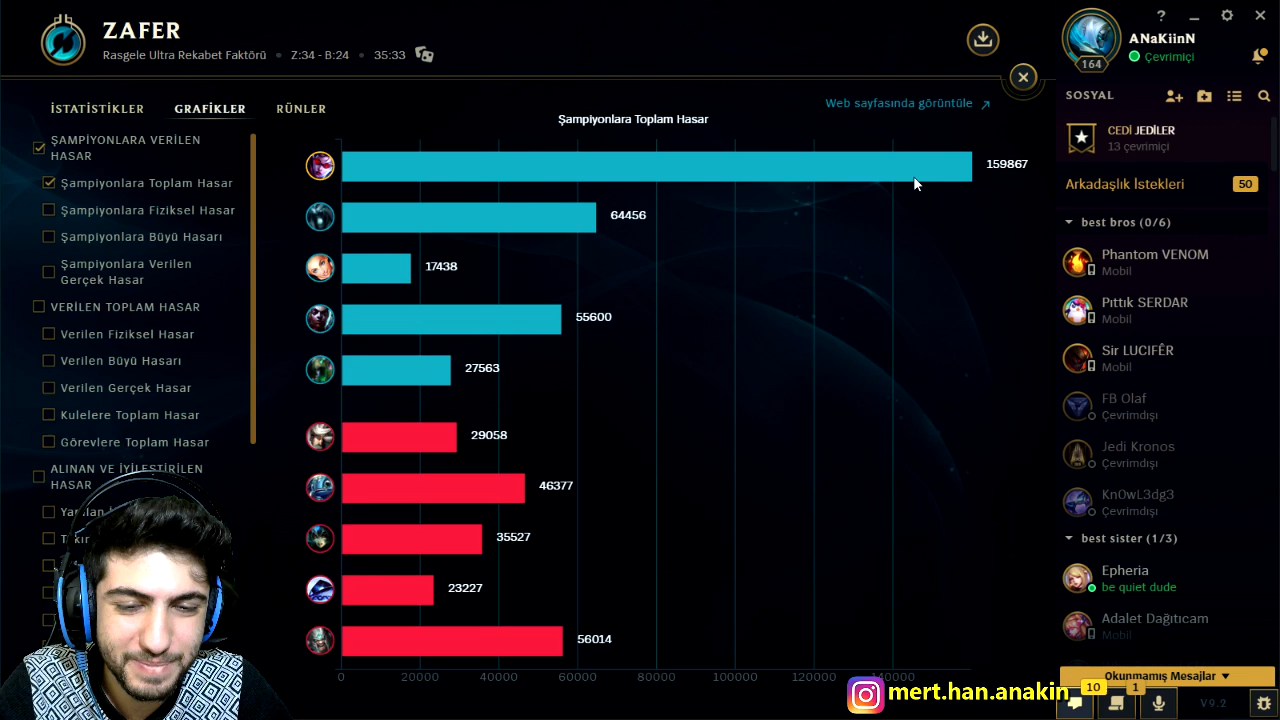 ZAFER
Rasgele Ultra Rekabet Faktörü • Z:34 - B:24 • 35:33
İSTATİSTİKLER GRAFİKLER RÜNLER
Web sayfasında görüntüle
Şampiyonlara Toplam Hasar
ŞAMPİYONLARA VERİLEN
HASAR
Şampiyonlara Toplam Hasar
Şampiyonlara Fiziksel Hasar
Şampiyonlara Büyü Hasarı
Şampiyonlara Verilen
Gerçek Hasar
VERİLEN TOPLAM HASAR
Verilen Fiziksel Hasar
Verilen Büyü Hasarı
Verilen Gerçek Hasar
Kulelere Toplam Hasar
Görevlere Toplam Hasar
ALINAN VE İYİLEŞTİRİLEN
HASAR
159867
64456
17438
55600
27563
29058
46377
35527
23227
56014
0 20000 40000 60000 80000 100000 120000 140000
mert.han.anakin
?
ANaKiinN
164
Çevrimiçi
SOSYAL
CEDİ JEDİLER
13 çevrimiçi
Arkadaşlık İstekleri 50
best bros (0/6)
Phantom VENOM
Mobil
Pıttık SERDAR
Mobil
Sir LUCIFÊR
Mobil
FB Olaf
Çevrimdışı
Jedi Kronos
Çevrimdışı
Kn0wL3dg3
Çevrimdışı
best sister (1/3)
Epheria
be quiet dude
Adalet Dağıtıcam
Mobil
Okunmamış Mesajlar
10 1
V9.2